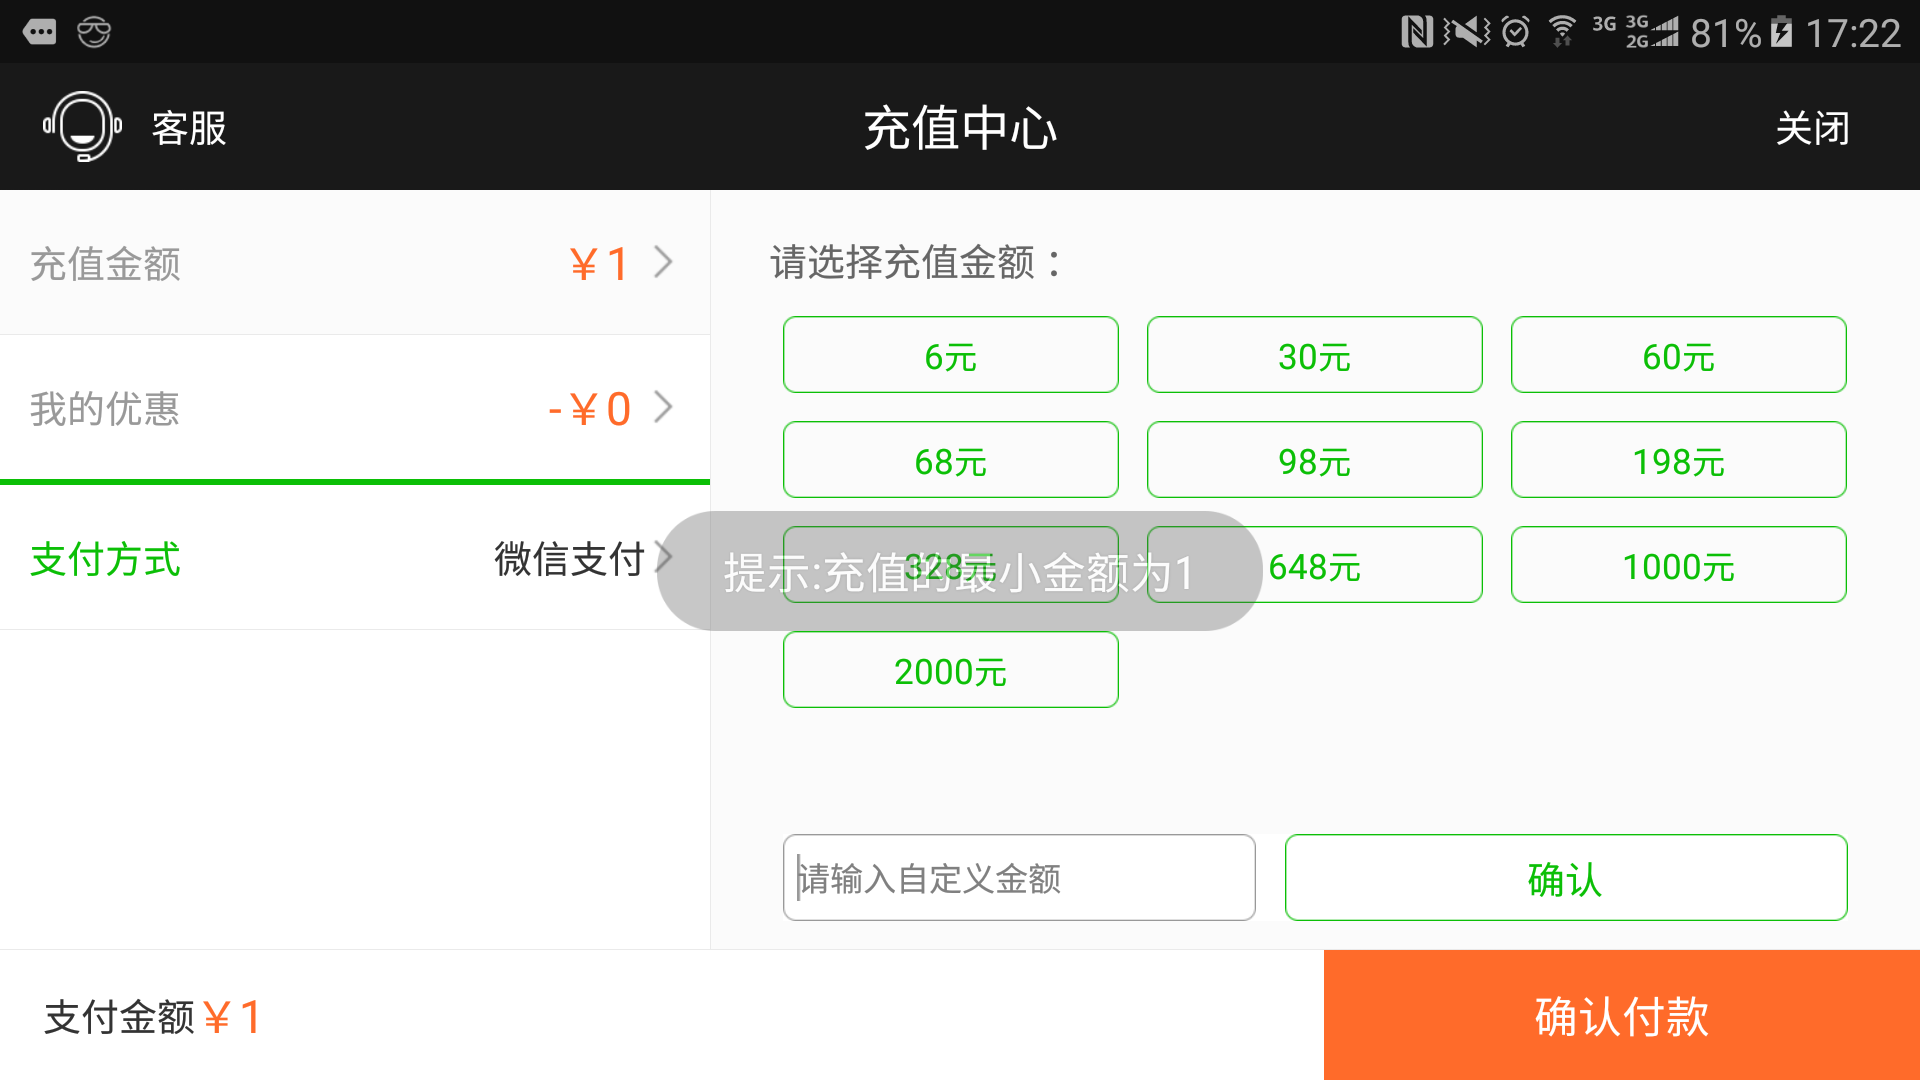 3G 3G 2G 81% 17:22
客服 充值中心 关闭
充值金额 ¥1
我的优惠 -¥0
支付方式 微信支付
请选择充值金额：
6元 30元 60元
68元 98元 198元
328元 648元 1000元
提示:充值的最小金额为1
2000元
请输入自定义金额 确认
支付金额¥1 确认付款